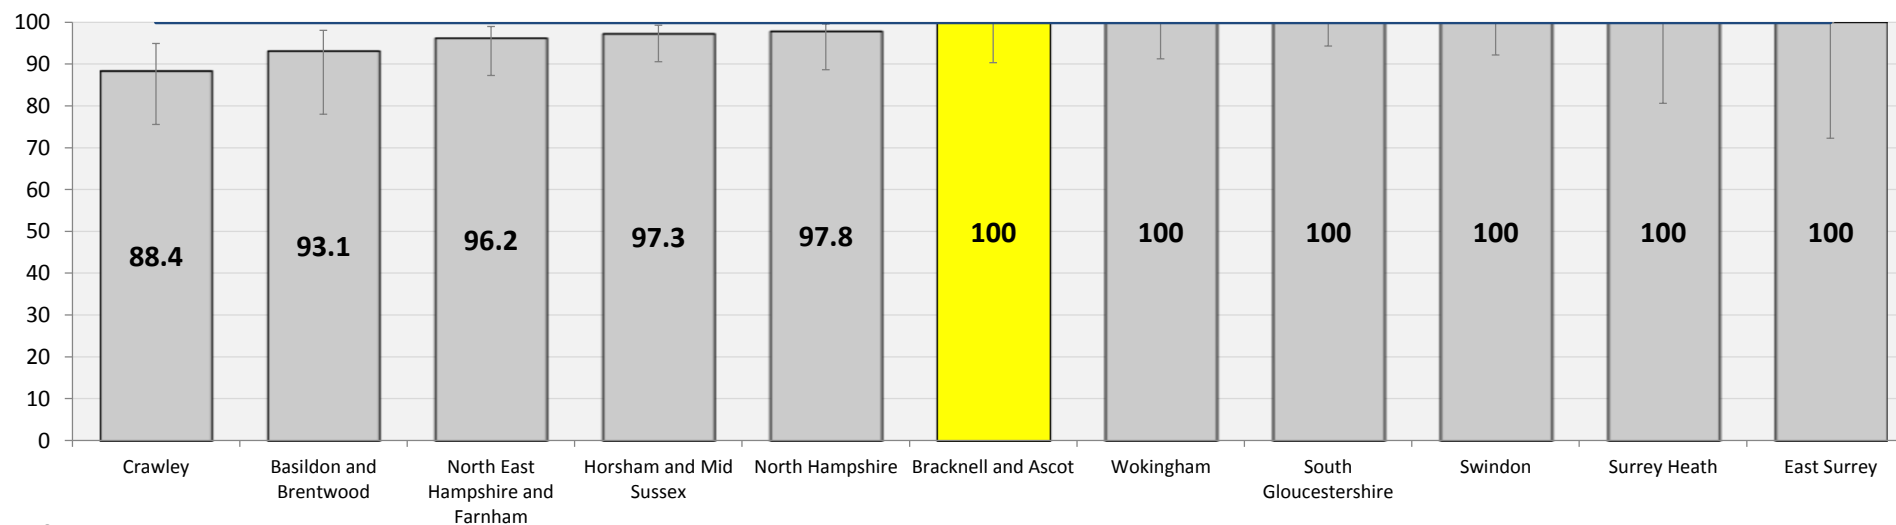 100
90
80
70
60
50
40
30
20
10
0
88.4
93.1
96.2
97.3
97.8
100
100
100
100
100
100
Crawley
Basildon and
Brentwood
North East
Hampshire and
Farnham
Horsham and Mid
Sussex
North Hampshire
Bracknell and Ascot
Wokingham
South
Gloucestershire
Swindon
Surrey Heath
East Surrey